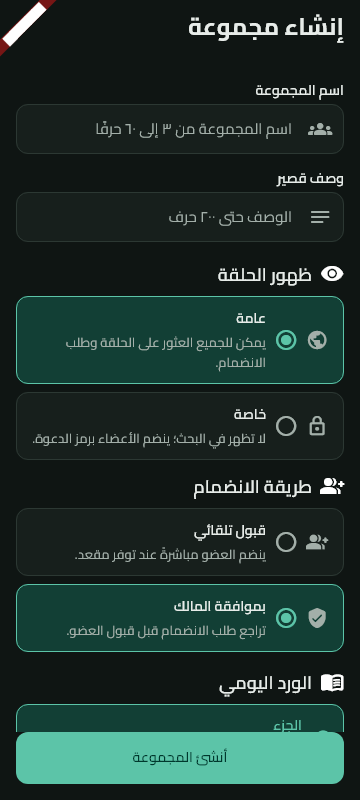 إنشاء مجموعة
اسم المجموعة
اسم المجموعة من ٣ إلى ٦٠ حرفًا
وصف قصير
الوصف حتى ٢٠٠ حرف
ظهور الحلقة
عامة
يمكن للجميع العثور على الحلقة وطلب
الانضمام.
خاصة
لا تظهر في البحث؛ ينضم الأعضاء برمز الدعوة.
طريقة الانضمام
قبول تلقائي
ينضم العضو مباشرةً عند توفر مقعد.
بموافقة المالك
تراجع طلب الانضمام قبل قبول العضو.
الورد اليومي
الجزء
أنشئ المجموعة